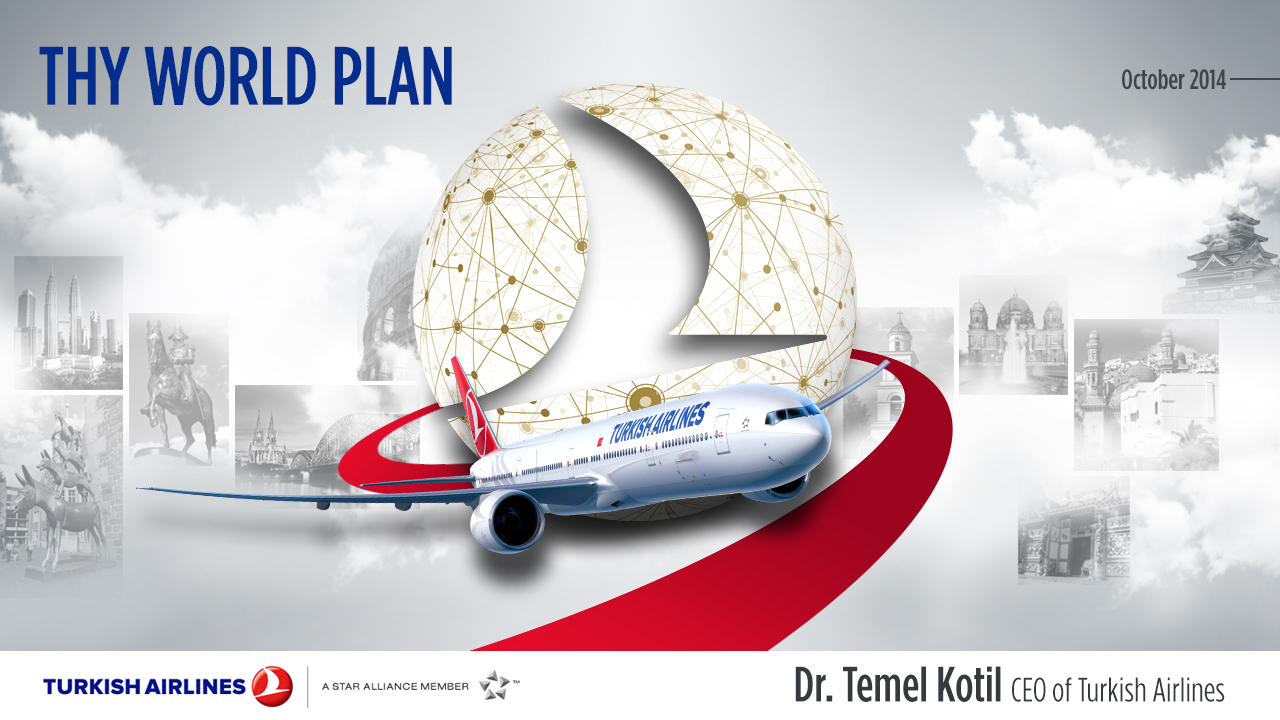 THY WORLD PLAN
October 2014
TURKISH AIRLINES
TURKISH AIRLINES
A STAR ALLIANCE MEMBER
TM
Dr. Temel Kotil CEO of Turkish Airlines